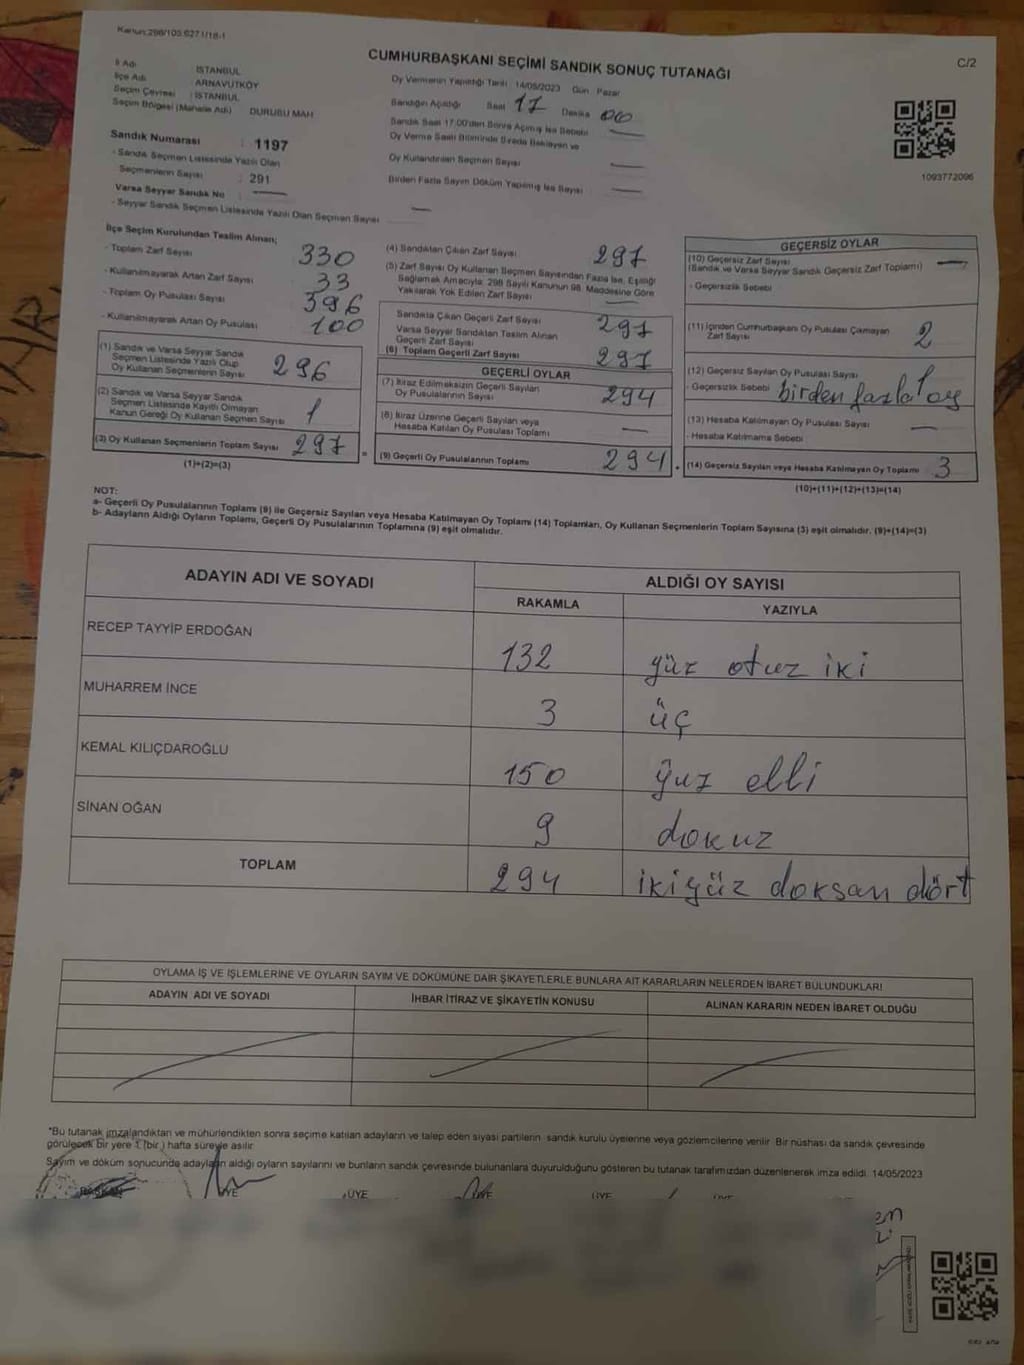 Kanun:298/105,6271/18-1
C/2
CUMHURBAŞKANI SEÇİMİ SANDIK SONUÇ TUTANAĞI
İl Adı : İSTANBUL
İlçe Adı : ARNAVUTKÖY
Seçim Çevresi : İSTANBUL
Seçim Bölgesi (Mahalle Adı) DURUSU MAH
Sandık Numarası : 1197
- Sandık Seçmen Listesinde Yazılı Olan
Seçmenlerin Sayısı : 291
Varsa Seyyar Sandık No :
- Seyyar Sandık Seçmen Listesinde Yazılı Olan Seçmen Sayısı
Oy Vermenin Yapıldığı Tarih 14/05/2023 Gün Pazar
Sandığın Açıldığı Saat 17 Dakika 00
Sandık Saat 17:00'den Sonra Açılmış İse Sebebi
Oy Verme Saati Bitiminde Sırada Bekleyen ve
Oy Kullandırılan Seçmen Sayısı
Birden Fazla Sayım Döküm Yapılmış İse Sayısı
1093772096
İlçe Seçim Kurulundan Teslim Alınan;
- Toplam Zarf Sayısı 330
- Kullanılmayarak Artan Zarf Sayısı 33
- Toplam Oy Pusulası Sayısı 396
- Kullanılmayarak Artan Oy Pusulası 100
(1) Sandık ve Varsa Seyyar Sandık
Seçmen Listesinde Yazılı Olup
Oy Kullanan Seçmenlerin Sayısı 296
(2) Sandık ve Varsa Seyyar Sandık
Seçmen Listesinde Kayıtlı Olmayan
Kanun Gereği Oy Kullanan Seçmen Sayısı 1
(3) Oy Kullanan Seçmenlerin Toplam Sayısı 297
(1)+(2)=(3)
(4) Sandıktan Çıkan Zarf Sayısı 297
(5) Zarf Sayısı Oy Kullanan Seçmen Sayısından Fazla İse, Eşitliği
Sağlamak Amacıyla, 298 Sayılı Kanunun 98. Maddesine Göre
Yakılarak Yok Edilen Zarf Sayısı
Sandıkta Çıkan Geçerli Zarf Sayısı 297
Varsa Seyyar Sandıktan Teslim Alınan
Geçerli Zarf Sayısı
(6) Toplam Geçerli Zarf Sayısı 297
GEÇERLİ OYLAR
(7) İtiraz Edilmeksizin Geçerli Sayılan
Oy Pusulalarının Sayısı 294
(8) İtiraz Üzerine Geçerli Sayılan veya
Hesaba Katılan Oy Pusulası Toplamı
(9) Geçerli Oy Pusulalarının Toplamı 294
GEÇERSİZ OYLAR
(10) Geçersiz Zarf Sayısı
(Sandık ve Varsa Seyyar Sandık Geçersiz Zarf Toplamı)
- Geçersizlik Sebebi
(11) İçinden Cumhurbaşkanı Oy Pusulası Çıkmayan
Zarf Sayısı 2
(12) Geçersiz Sayılan Oy Pusulası Sayısı 1
- Geçersizlik Sebebi birden fazla oy
(13) Hesaba Katılmayan Oy Pusulası Sayısı
- Hesaba Katılmama Sebebi
(14) Geçersiz Sayılan veya Hesaba Katılmayan Oy Toplamı 3
(10)+(11)+(12)+(13)=(14)
NOT:
a- Geçerli Oy Pusulalarının Toplamı (9) ile Geçersiz Sayılan veya Hesaba Katılmayan Oy Toplamı (14) Toplamları, Oy Kullanan Seçmenlerin Toplam Sayısına (3) eşit olmalıdır. (9)+(14)=(3)
b- Adayların Aldığı Oyların Toplamı, Geçerli Oy Pusulalarının Toplamına (9) eşit olmalıdır.
ADAYIN ADI VE SOYADI ALDIĞI OY SAYISI
RAKAMLA YAZIYLA
RECEP TAYYİP ERDOĞAN 132 yüz otuz iki
MUHARREM İNCE 3 üç
KEMAL KILIÇDAROĞLU 150 yüz elli
SİNAN OĞAN 9 dokuz
TOPLAM 294 ikiyüz doksan dört
OYLAMA İŞ VE İŞLEMLERİNE VE OYLARIN SAYIM VE DÖKÜMÜNE DAİR ŞİKAYETLERLE BUNLARA AİT KARARLARIN NELERDEN İBARET BULUNDUKLARI
ADAYIN ADI VE SOYADI İHBAR İTİRAZ VE ŞİKAYETİN KONUSU ALINAN KARARIN NEDEN İBARET OLDUĞU
*Bu tutanak imzalandıktan ve mühürlendikten sonra seçime katılan adayların ve talep eden siyasi partilerin sandık kurulu üyelerine veya gözlemcilerine verilir. Bir nüshası da sandık çevresinde
görülecek bir yere 1 (bir) hafta süreyle asılır.
Sayım ve döküm sonucunda adayların aldığı oyların sayılarını ve bunların sandık çevresinde bulunanlara duyurulduğunu gösteren bu tutanak tarafımızdan düzenlenerek imza edildi. 14/05/2023
BAŞKAN ÜYE ÜYE ÜYE ÜYE